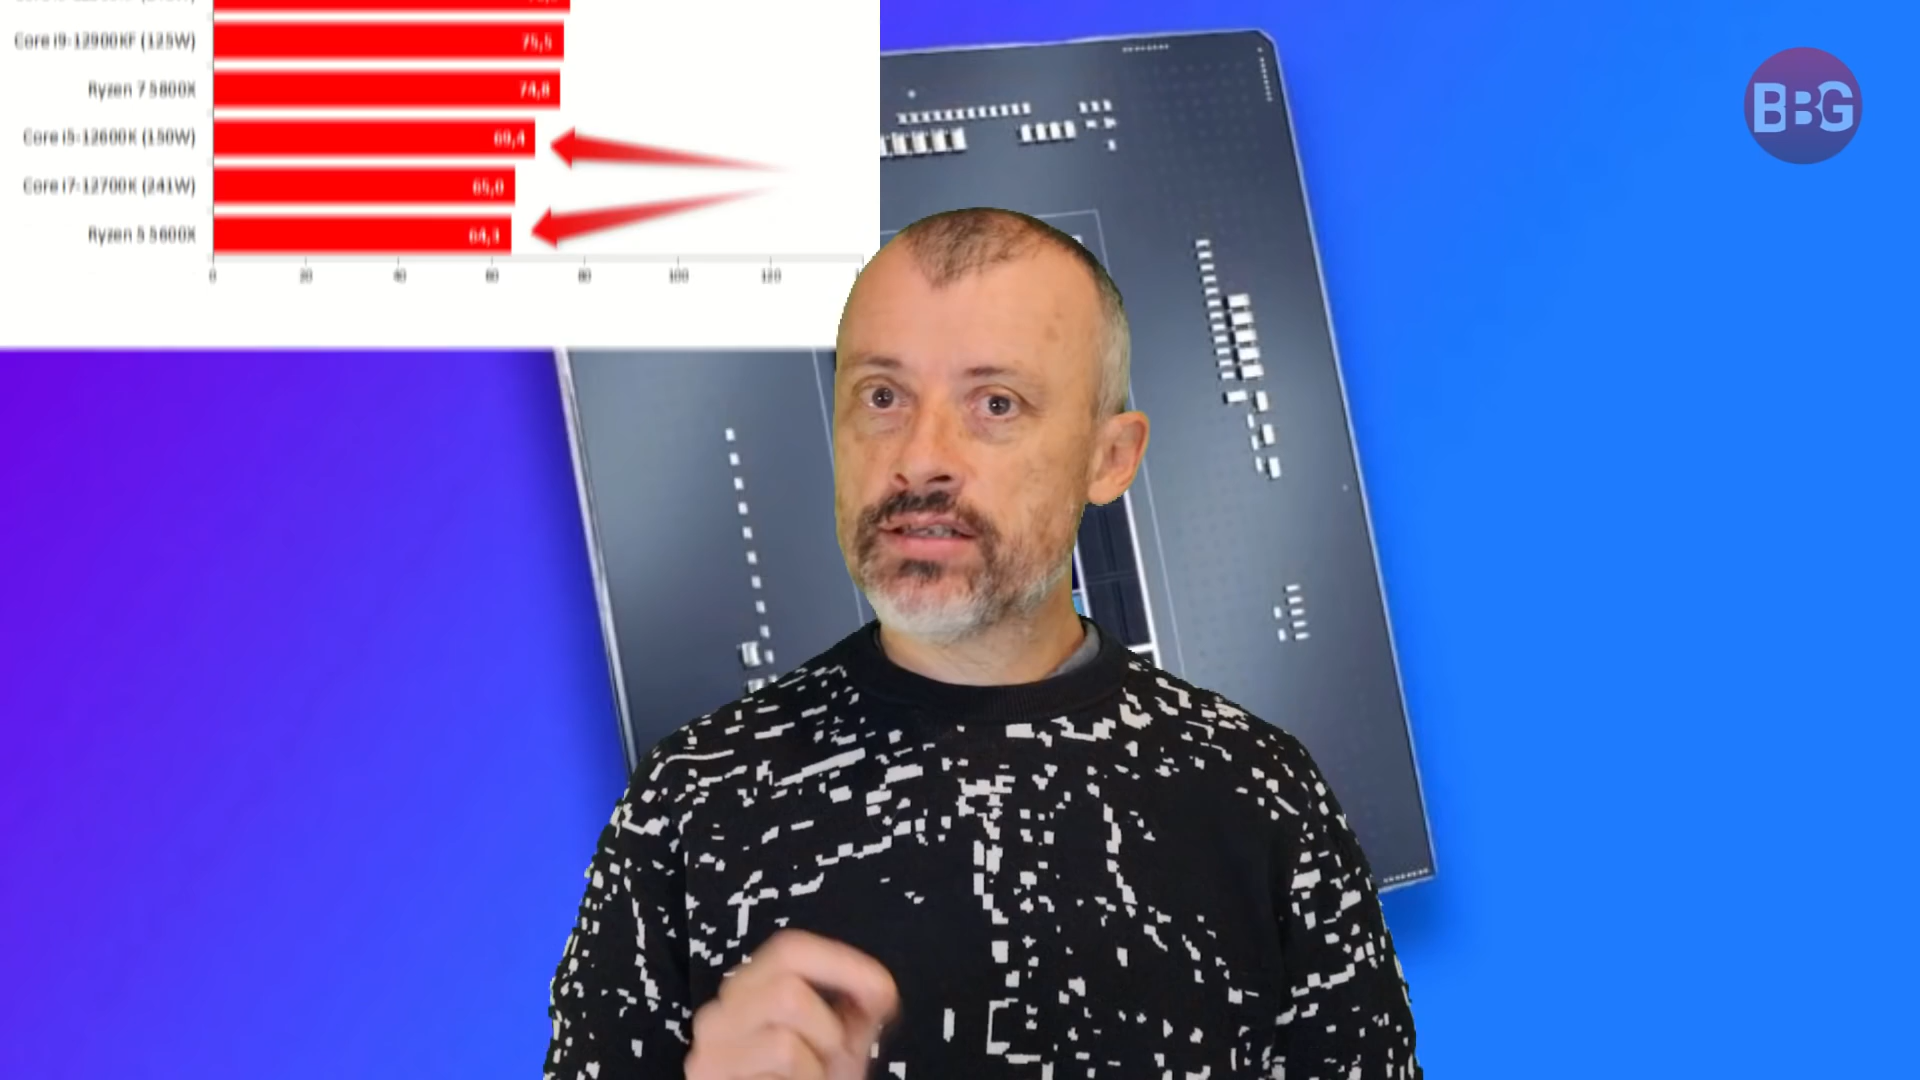 Core i9-12900KF (125W) 75,5
BBG
Ryzen 7 5800X 74,8
Core i5-12600K (150W) 69,4
Core i7-12700K (241W) 65,0
Ryzen 5 5600X 64,3
0 20 40 60 80 100 120